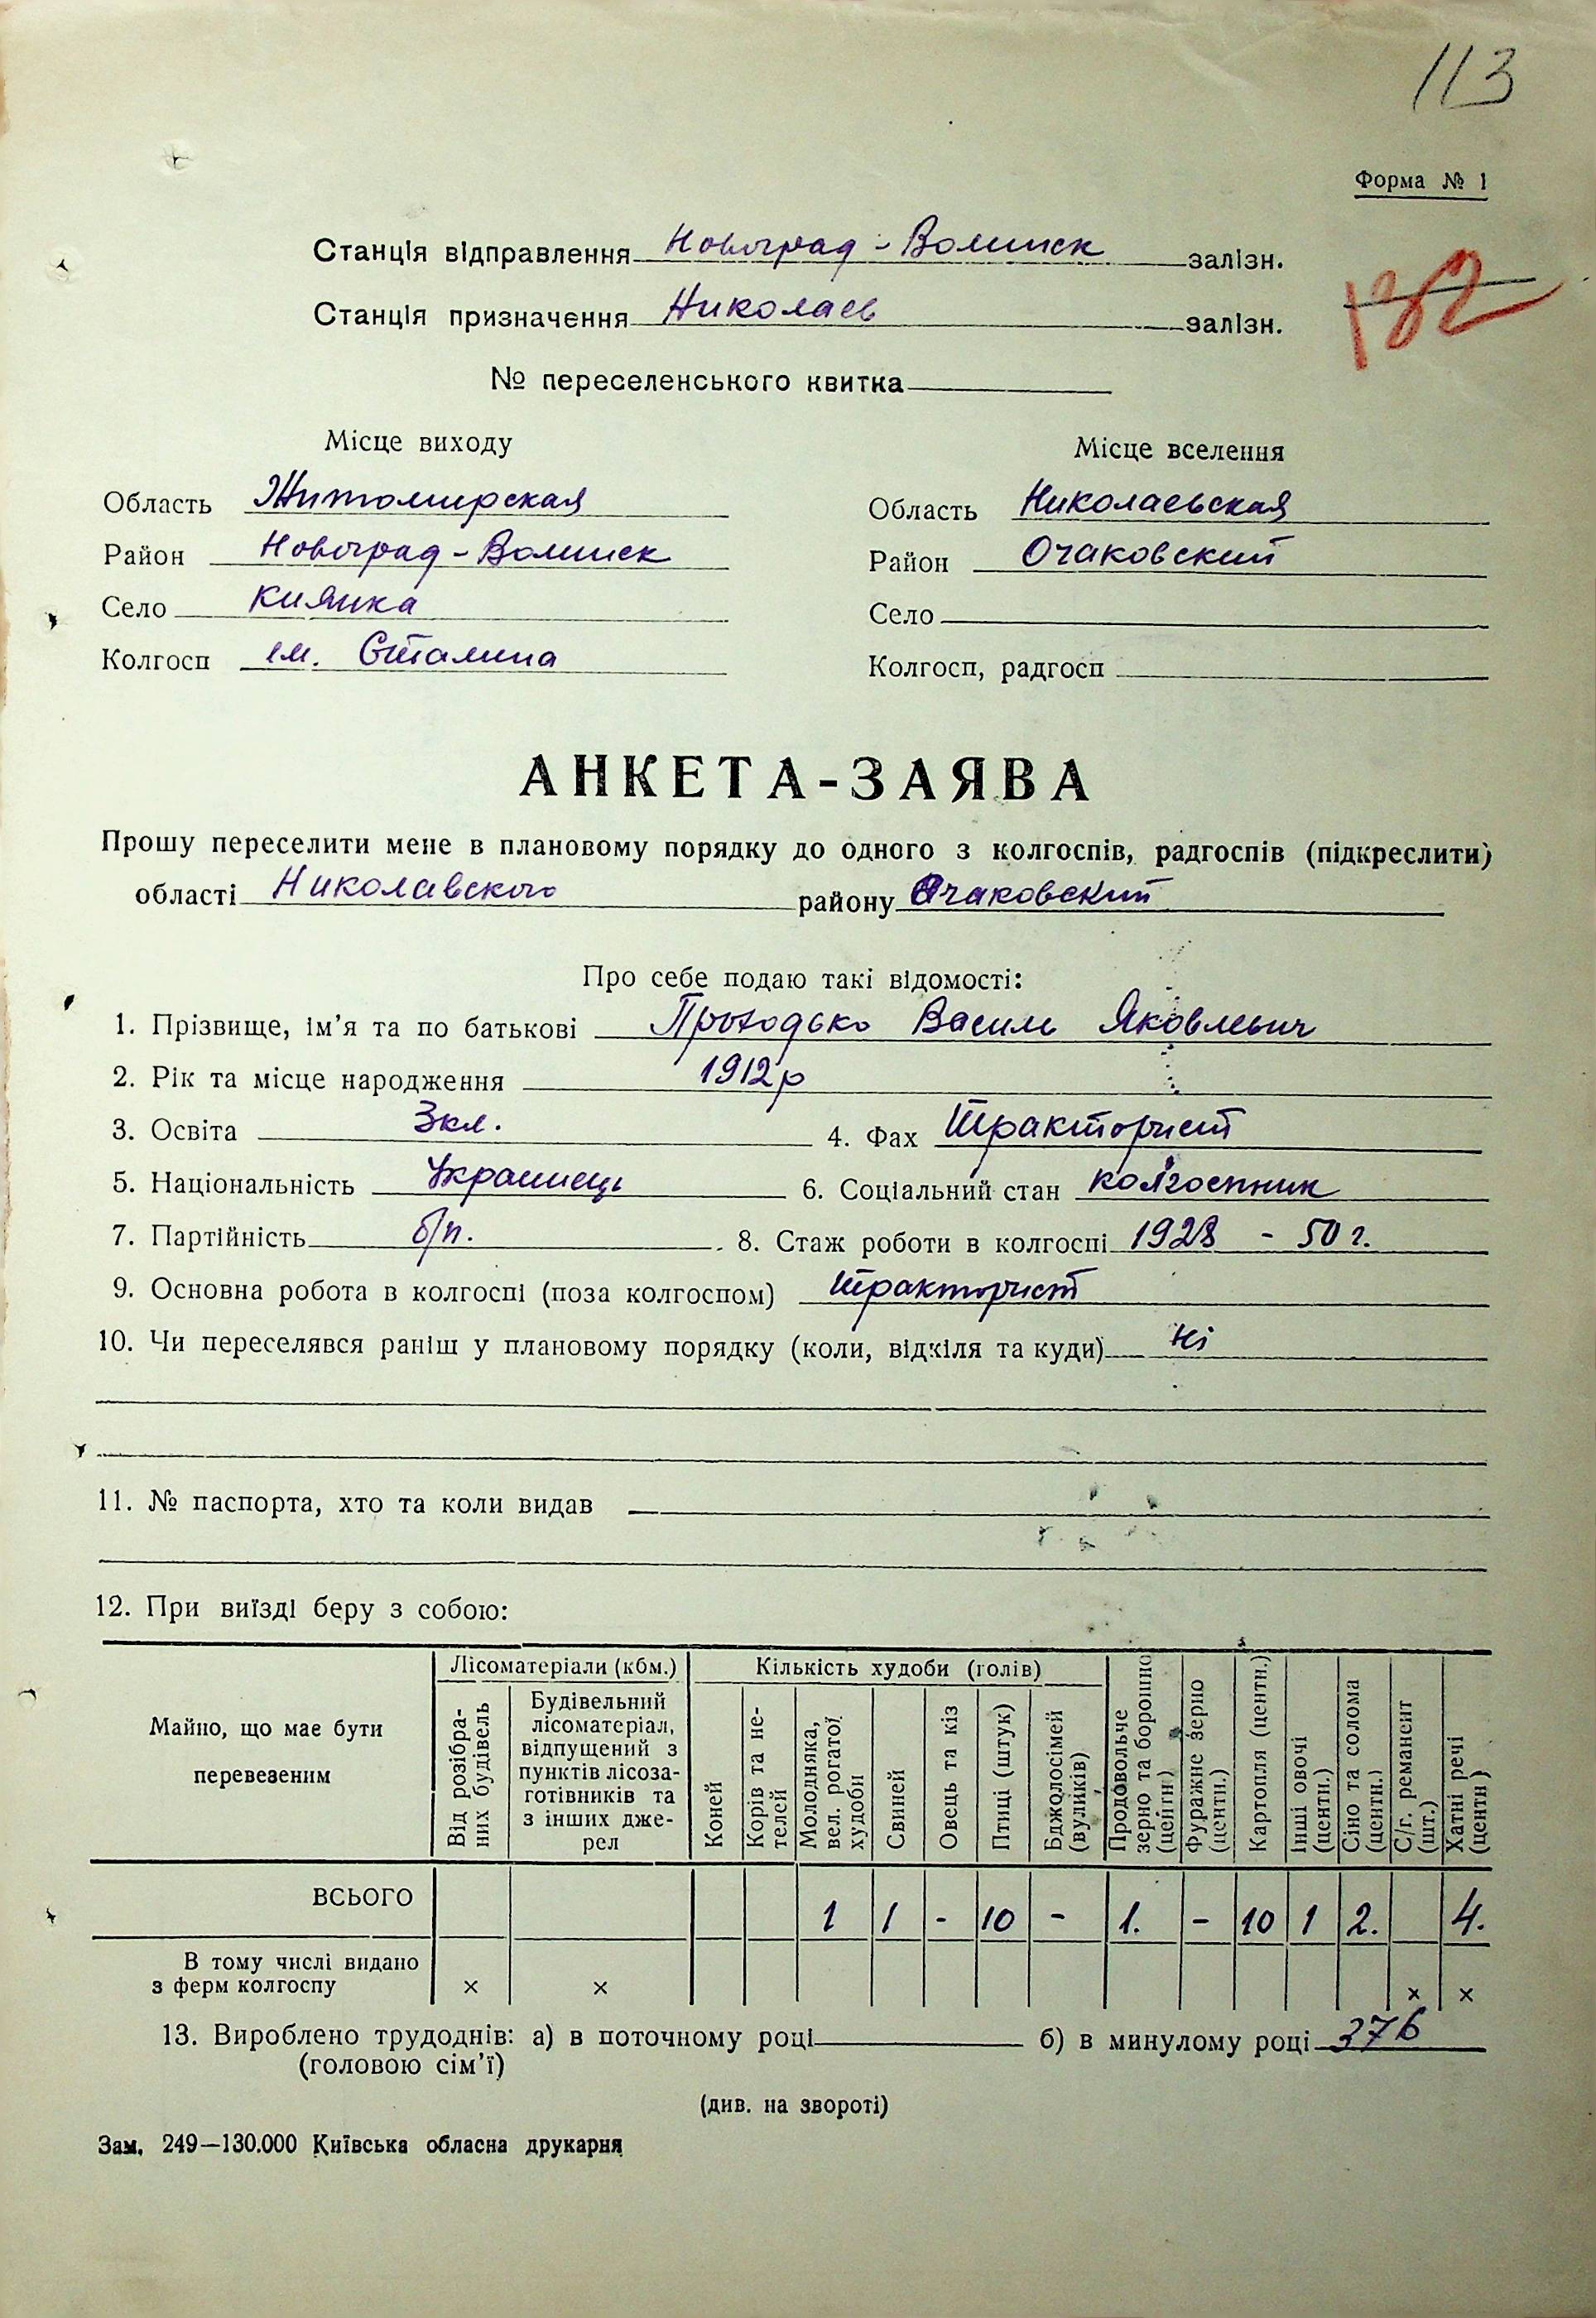 113
Форма № 1
Станція відправлення Новоград-Волинск залізн.
Станція призначення Николаев залізн.
182
№ переселенського квитка
Місце виходу Місце вселення
Область Житомирская Область Николаевская
Район Новоград-Волинск Район Очаковский
Село Киянка Село
Колгосп ім. Сталина Колгосп, радгосп
АНКЕТА-ЗАЯВА
Прошу переселити мене в плановому порядку до одного з колгоспів, радгоспів (підкреслити)
області Николавского району Очаковский
Про себе подаю такі відомості:
1. Прізвище, ім'я та по батькові Проходько Василь Яковлевич
2. Рік та місце народження 1912р
3. Освіта 3кл. 4. Фах Тракторист
5. Національність Українець 6. Соціальний стан колгоспник
7. Партійність б/п. 8. Стаж роботи в колгоспі 1928 - 50 г.
9. Основна робота в колгоспі (поза колгоспом) тракторист
10. Чи переселявся раніш у плановому порядку (коли, відкіля та куди) Ні
11. № паспорта, хто та коли видав
12. При виїзді беру з собою:
Майно, що має бути перевезеним
Лісоматеріали (кбм.)
Від розібраних будівель
Будівельний лісоматеріал, відпущений з пунктів лісозаготівників та з інших джерел
Кількість худоби (голів)
Коней
Корів та нетелей
Молодняка, вел. рогатої худоби
Свиней
Овець та кіз
Птиці (штук)
Бджолосімей (вуликів)
Продовольче зерно та борошно (центн.)
Фуражне зерно (центн.)
Картопля (центн.)
Інші овочі (центн.)
Сіно та солома (центн.)
С/г. реманент (шт.)
Хатні речі (центн.)
ВСЬОГО 1 1 - 10 - 1. - 10 1 2. 4.
В тому числі видано
з ферм колгоспу × × × ×
13. Вироблено трудоднів: а) в поточному році б) в минулому році 376
(головою сім'ї)
(див. на звороті)
Зам. 249—130.000 Київська обласна друкарня